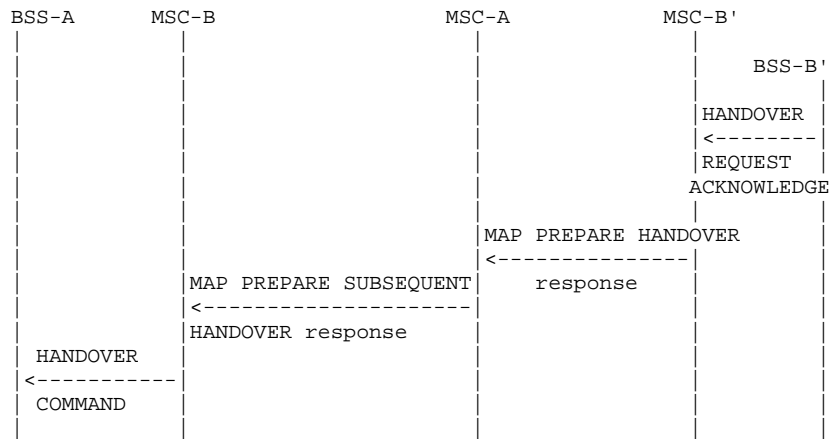 BSS-A MSC-B MSC-A MSC-B'
BSS-B'
HANDOVER
REQUEST
ACKNOWLEDGE
MAP PREPARE HANDOVER
response
MAP PREPARE SUBSEQUENT
HANDOVER response
HANDOVER
COMMAND